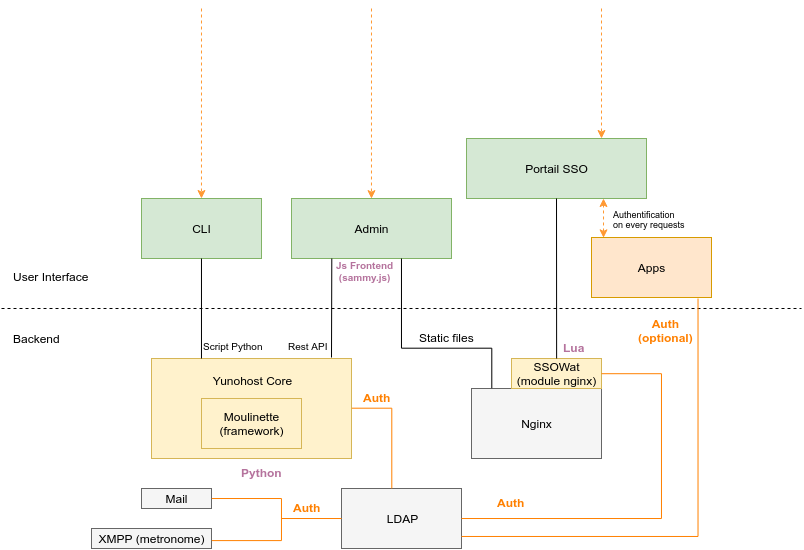 Portail SSO
CLI
Admin
Authentification
on every requests
Js Frontend
(sammy.js)
Apps
User Interface
Auth
(optional)
Backend
Script Python
Rest API
Static files
Lua
SSOWat
(module nginx)
Yunohost Core
Auth
Moulinette
(framework)
Nginx
Python
Mail
Auth
Auth
LDAP
XMPP (metronome)